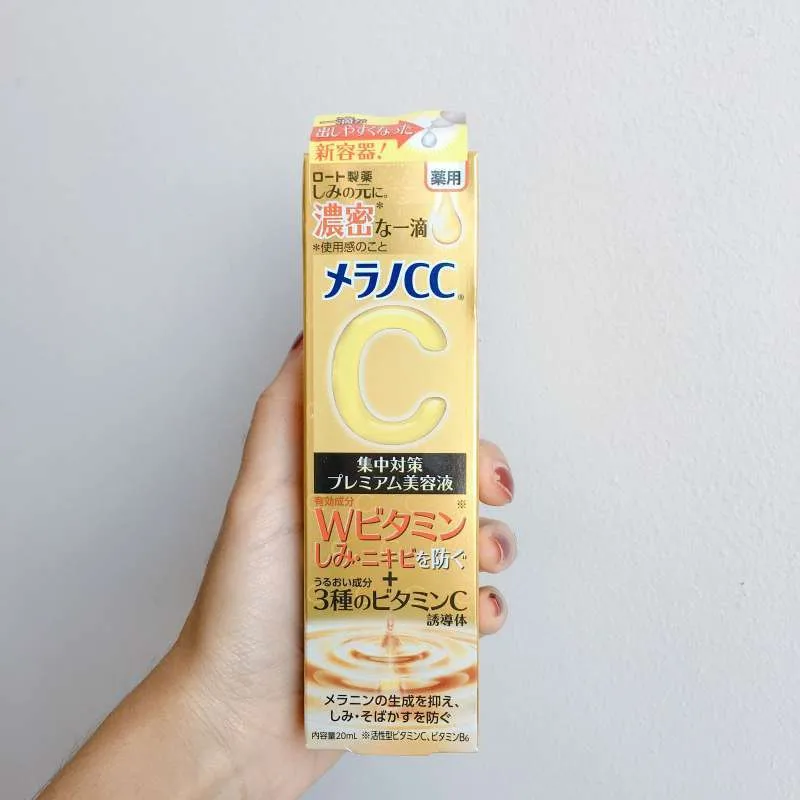 一滴が
出しやすくなった
新容器!
ロート製薬
薬用
しみの元に。
濃密*な一滴
*使用感のこと
メラノCC®
C
集中対策
プレミアム美容液
有効成分
Wビタミン※
しみ・ニキビを防ぐ
+
うるおい成分
3種のビタミンC
誘導体
メラニンの生成を抑え、
しみ・そばかすを防ぐ
内容量20mL ※活性型ビタミンC、ビタミンB6